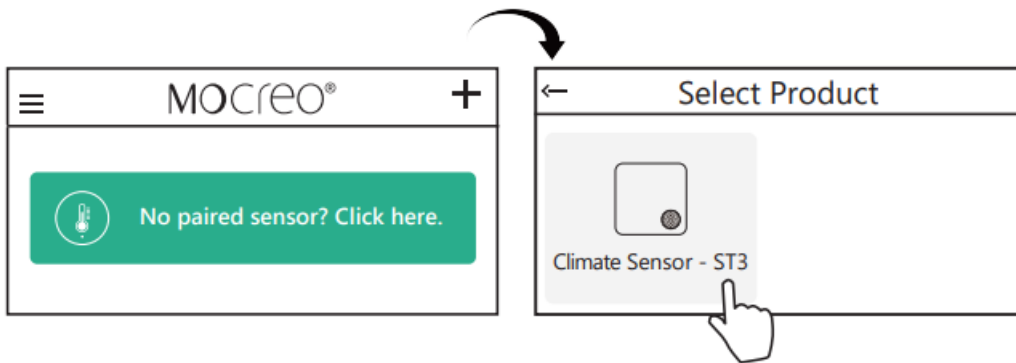 MOCreo®
No paired sensor? Click here.
Select Product
Climate Sensor - ST3